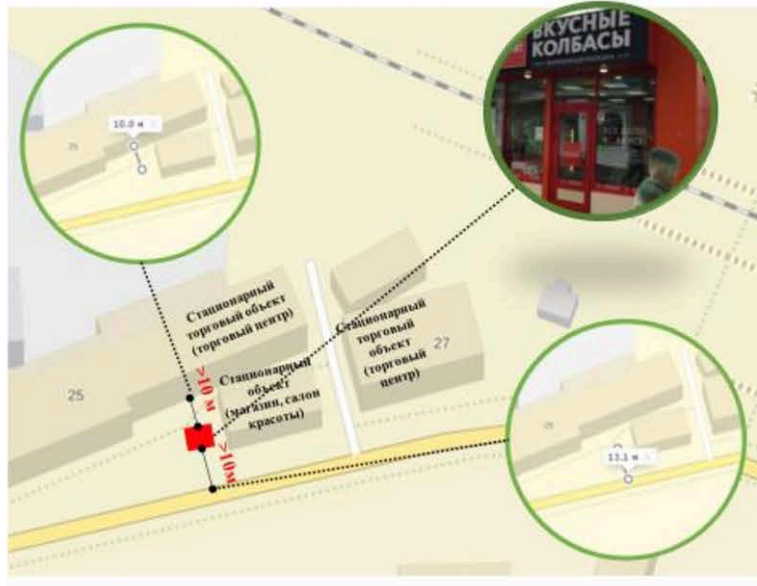 ВКУСНЫЕ
КОЛБАСЫ
10.0 м
25
Стационарный
торговый объект
(торговый центр)
Стационарный
торговый
объект
(торговый
центр)
27
25
Стационарный
объект
(магазин, салон
красоты)
>10 м
>10м
13.1 м